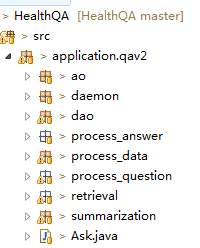 > HealthQA [HealthQA master]
> src
> application.qav2
> ao
> daemon
> dao
> process_answer
> process_data
> process_question
> retrieval
> summarization
> Ask.java